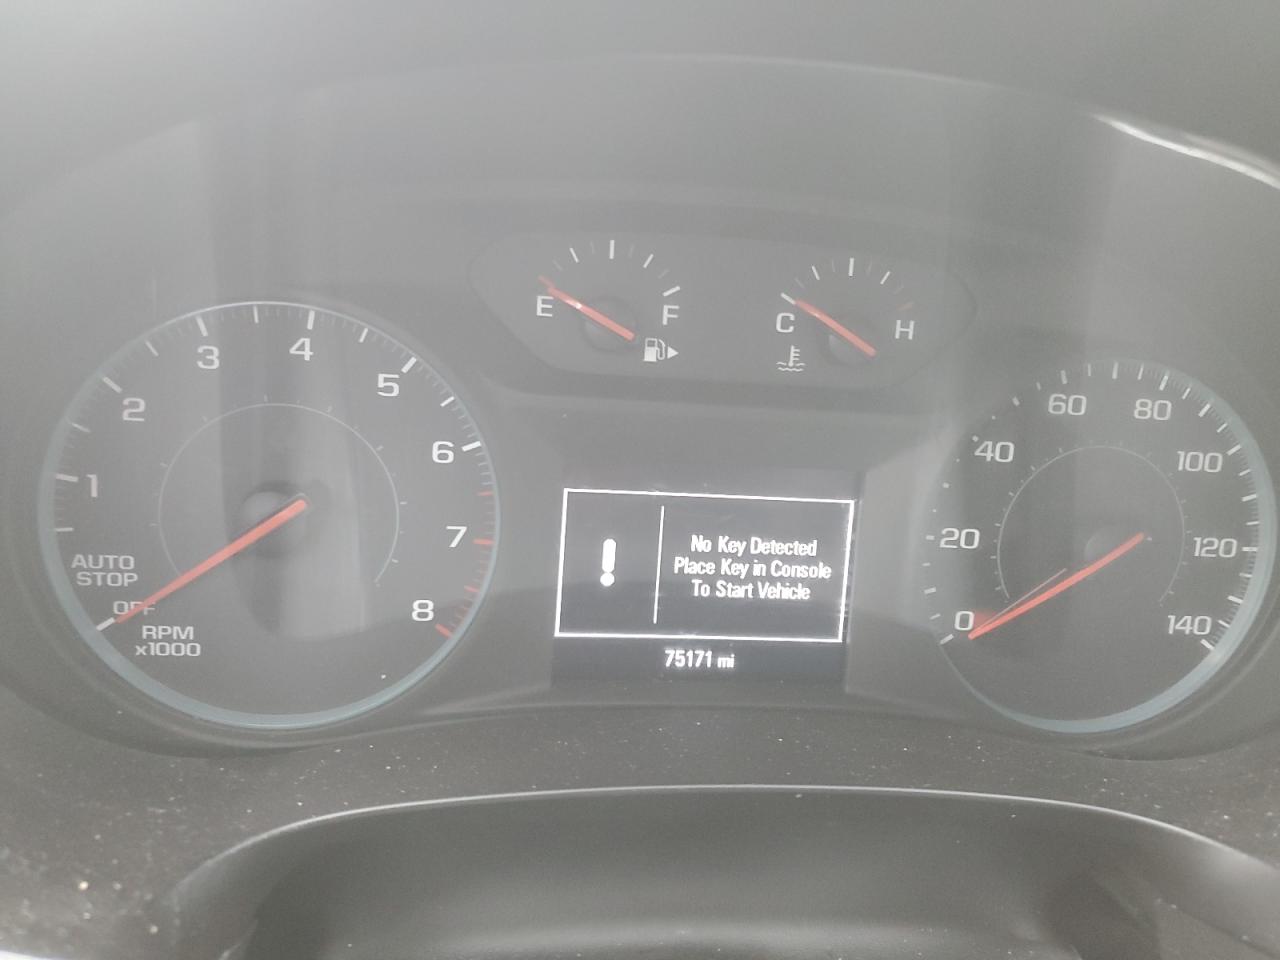 E F
C H
1 2 3 4 5 6 7 8
AUTO
STOP
OFF
RPM
x1000
No Key Detected
Place Key in Console
To Start Vehicle
75171 mi
0 20 40 60 80 100 120 140